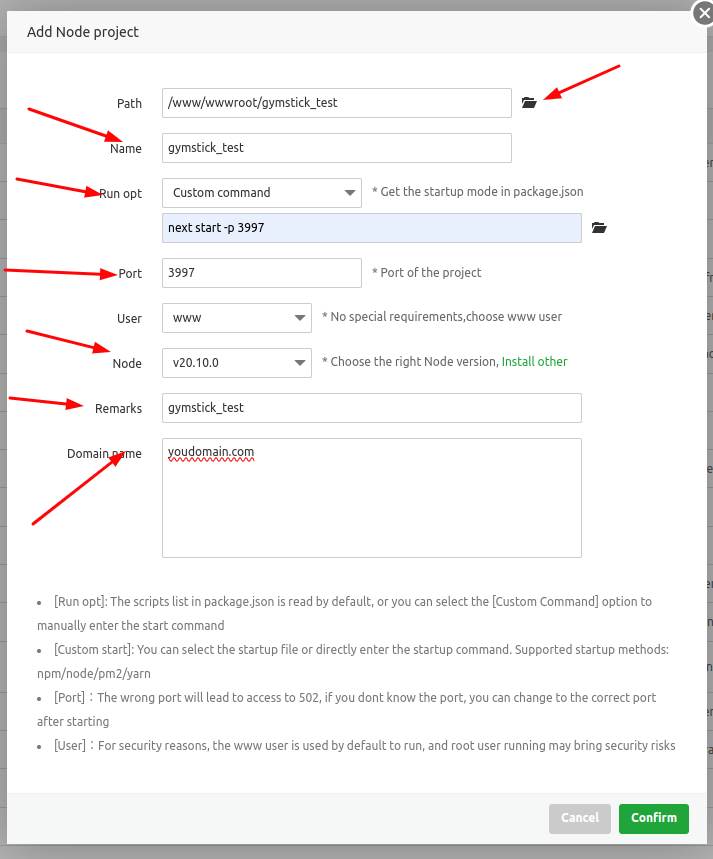 Add Node project
Path /www/wwwroot/gymstick_test
Name gymstick_test
Run opt Custom command * Get the startup mode in package.json
next start -p 3997
Port 3997 * Port of the project
User www * No special requirements,choose www user
Node v20.10.0 * Choose the right Node version, Install other
Remarks gymstick_test
Domain name youdomain.com
• [Run opt]: The scripts list in package.json is read by default, or you can select the [Custom Command] option to
manually enter the start command
• [Custom start]: You can select the startup file or directly enter the startup command. Supported startup methods:
npm/node/pm2/yarn
• [Port]：The wrong port will lead to access to 502, if you dont know the port, you can change to the correct port
after starting
• [User]：For security reasons, the www user is used by default to run, and root user running may bring security risks
Cancel Confirm